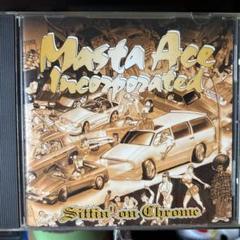 Masta Ace
Incorporated
Sittin' on Chrome